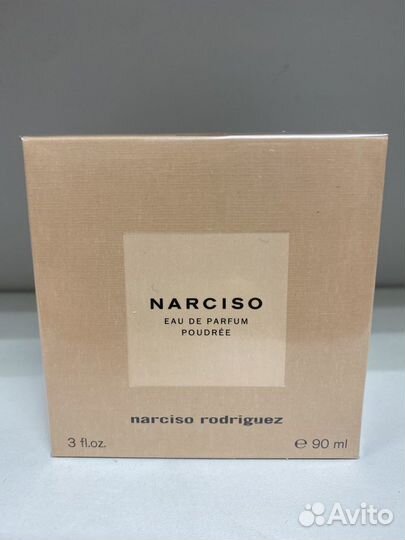 NARCISO
EAU DE PARFUM
POUDRÉE
narciso rodriguez
3 fl.oz. ℮ 90 ml
Avito